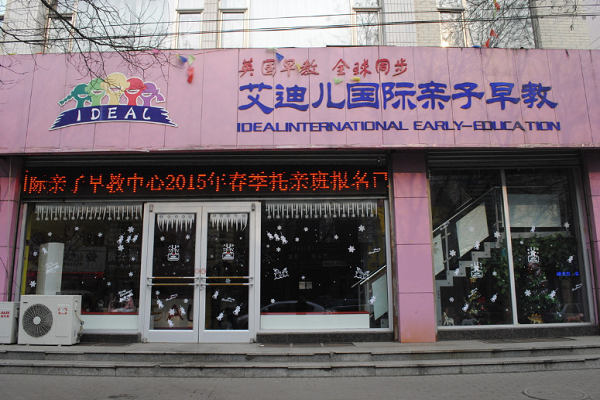 英国早教 全球同步
艾迪儿国际亲子早教
IDEAL
IDEALINTERNATIONAL EARLY-EDUCATION
际亲子早教中心2015年春季托亲班报名